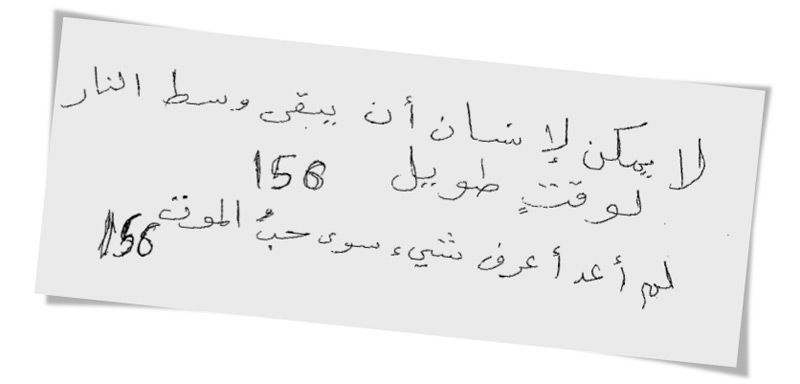 لا يمكن لإنسان أن يبقى وسط النار
لوقتٍ طويل 156
لم أعد أعرف شيء سوى حبُ الموت 156